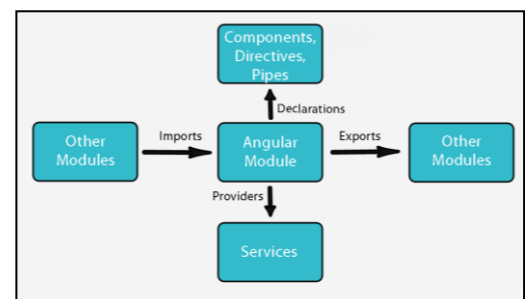 Components,
Directives,
Pipes
Declarations
Other
Modules
Imports
Angular
Module
Exports
Other
Modules
Providers
Services